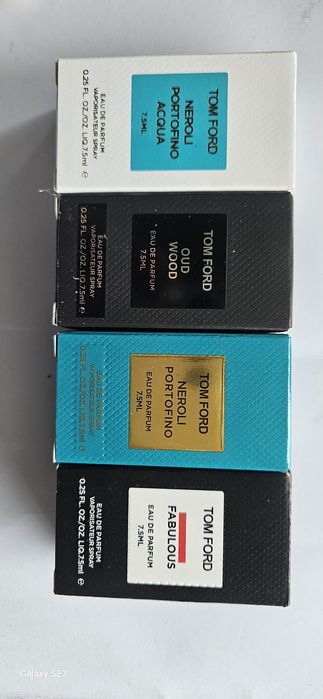 TOM FORD
NEROLI
PORTOFINO
ACQUA
7.5ML
EAU DE PARFUM
VAPORISATEUR SPRAY
0.25 FL. OZ./OZ. LIQ.7.5ml e
TOM FORD
OUD
WOOD
EAU DE PARFUM
7.5ML
EAU DE PARFUM
VAPORISATEUR SPRAY
0.25 FL. OZ./OZ. LIQ.7.5ml e
TOM FORD
NEROLI
PORTOFINO
EAU DE PARFUM
7.5ML
EAU DE PARFUM
VAPORISATEUR SPRAY
0.25 FL. OZ./OZ. LIQ.7.5ml e
TOM FORD
FABULOUS
EAU DE PARFUM
7.5ML
EAU DE PARFUM
VAPORISATEUR SPRAY
0.25 FL. OZ./OZ. LIQ.7.5ml e
Galaxy S23